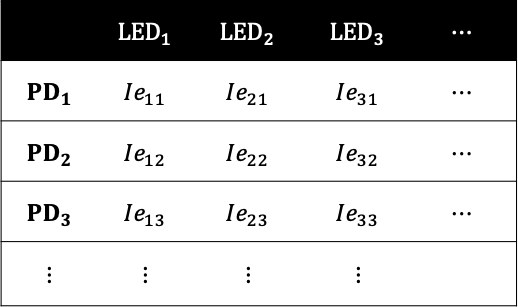 LED₁ LED₂ LED₃ ⋯
PD₁ Ie₁₁ Ie₂₁ Ie₃₁ ⋯
PD₂ Ie₁₂ Ie₂₂ Ie₃₂ ⋯
PD₃ Ie₁₃ Ie₂₃ Ie₃₃ ⋯
⋮ ⋮ ⋮ ⋮